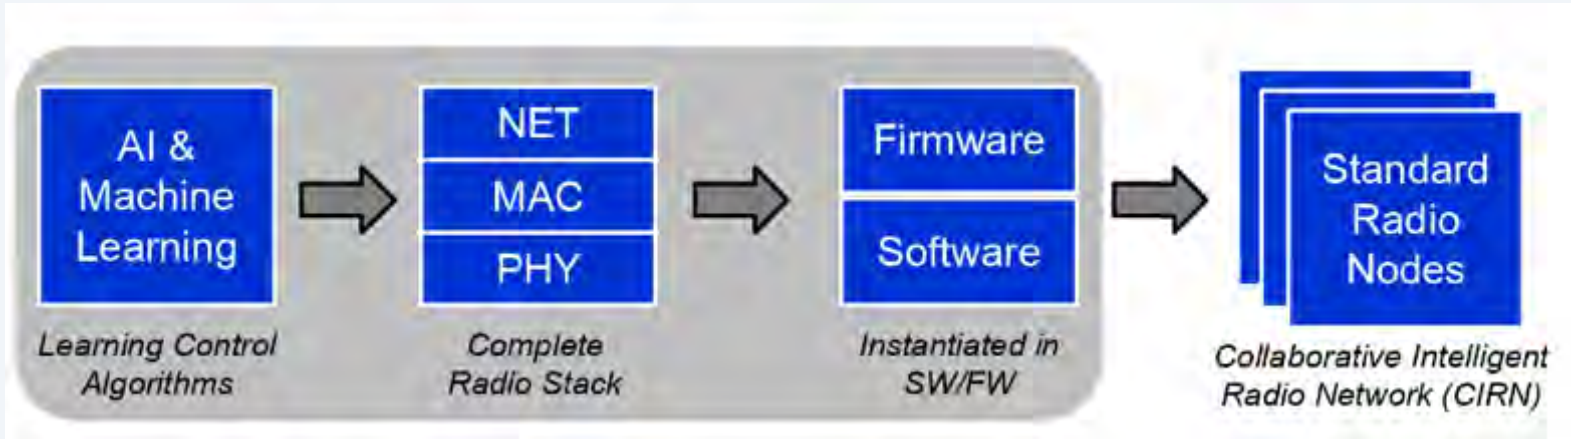 AI &
Machine
Learning
Learning Control
Algorithms
NET
MAC
PHY
Complete
Radio Stack
Firmware
Software
Instantiated in
SW/FW
Standard
Radio
Nodes
Collaborative Intelligent
Radio Network (CIRN)